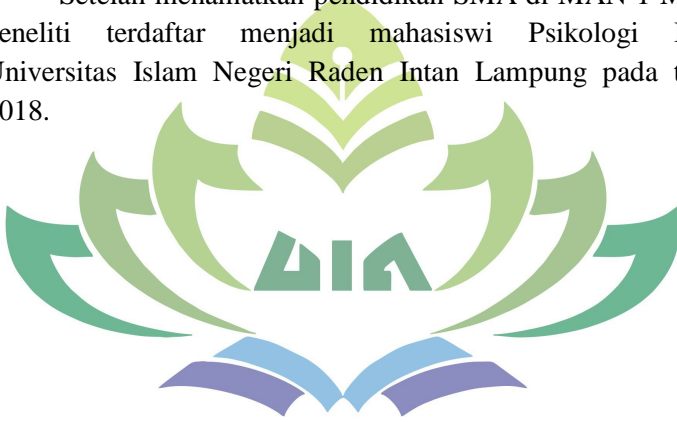 Setelah menamatkan pendidikan SMA di MAN 1 M
eneliti terdaftar menjadi mahasiswi Psikologi
Universitas Islam Negeri Raden Intan Lampung pada t
018.
UIN